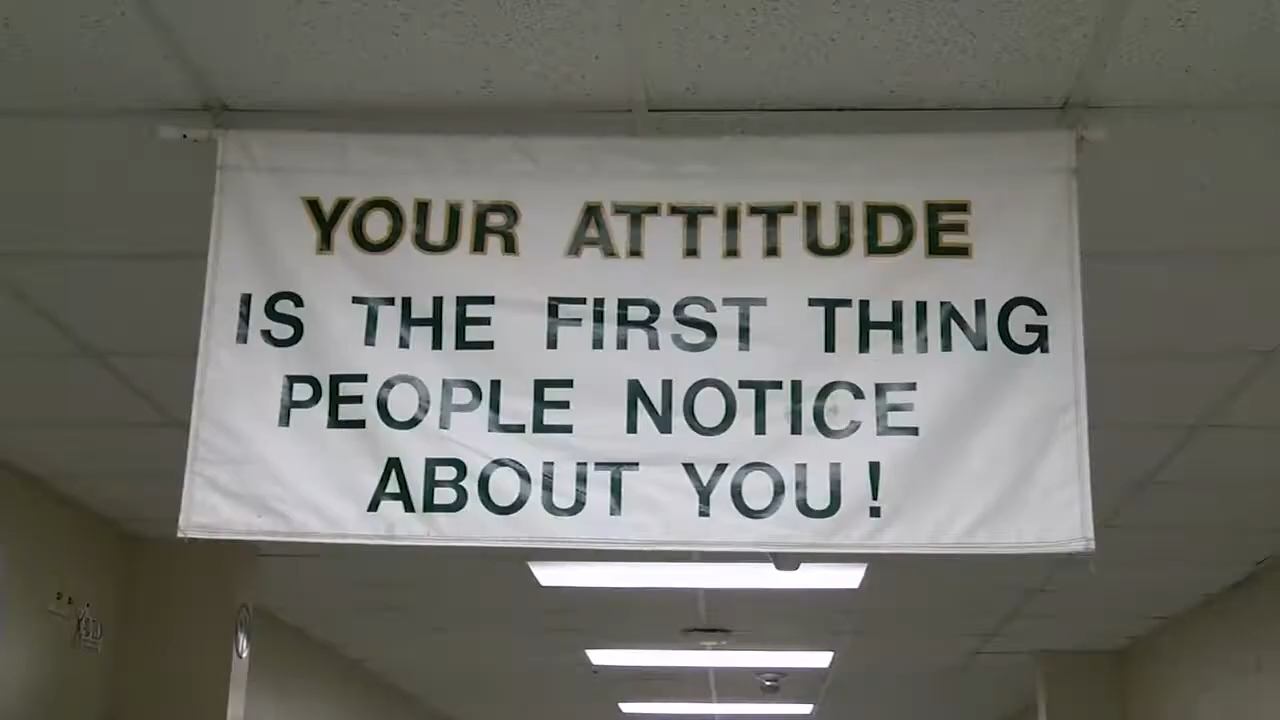 YOUR ATTITUDE
IS THE FIRST THING
PEOPLE NOTICE
ABOUT YOU!